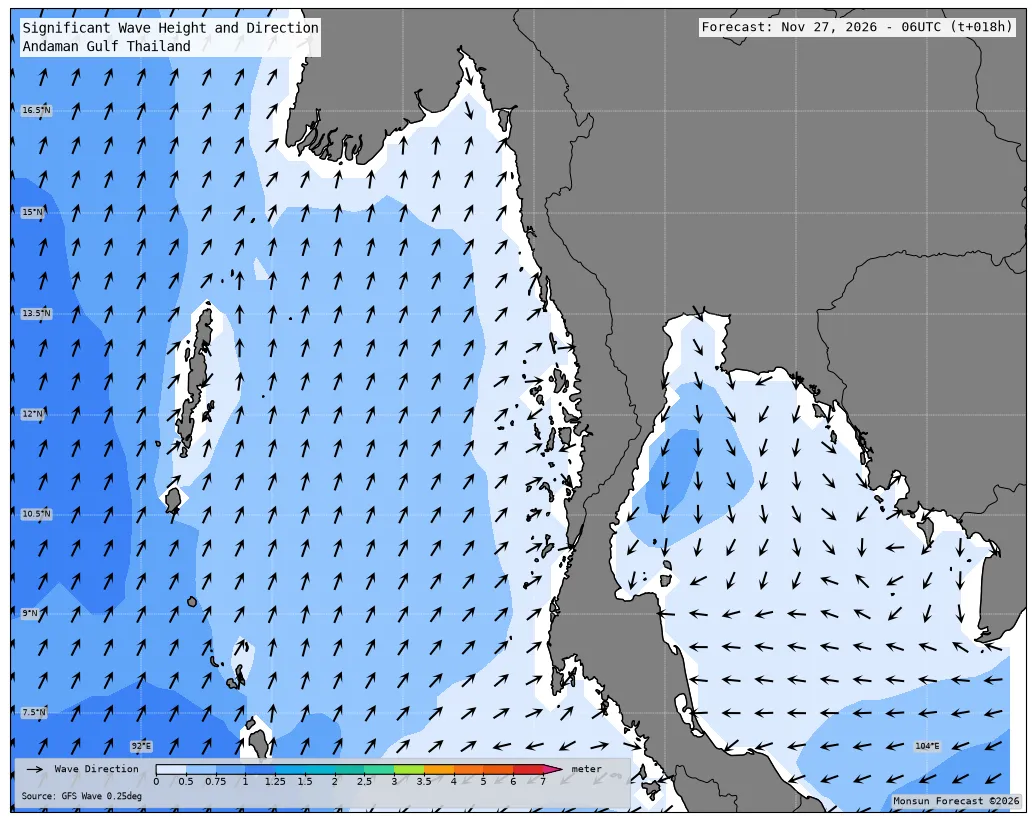 Significant Wave Height and Direction
Andaman Gulf Thailand
Forecast: Nov 27, 2026 - 06UTC (t+018h)
16.5°N
15°N
13.5°N
12°N
10.5°N
9°N
7.5°N
92°E
104°E
Wave Direction
0 0.5 0.75 1 1.25 1.5 2 2.5 3 3.5 4 5 6 7
meter
Source: GFS Wave 0.25deg
Monsun Forecast ©2026